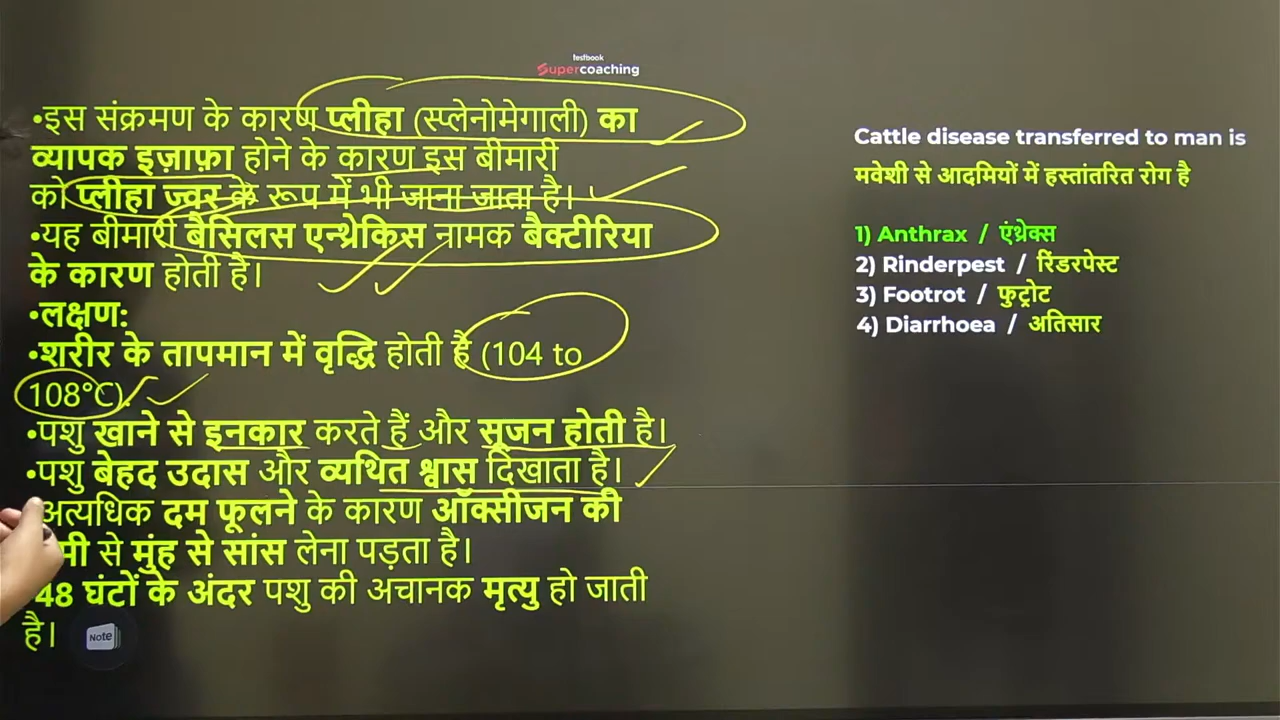 testbook
Supercoaching
•इस संक्रमण के कारण प्लीहा (स्प्लेनोमेगाली) का
व्यापक इज़ाफ़ा होने के कारण इस बीमारी
को प्लीहा ज्वर के रूप में भी जाना जाता है।
•यह बीमारी बैसिलस एन्थ्रेकिस नामक बैक्टीरिया
के कारण होती है।
•लक्षण:
•शरीर के तापमान में वृद्धि होती है (104 to
108°C).
•पशु खाने से इनकार करते हैं और सूजन होती है।
•पशु बेहद उदास और व्यथित श्वास दिखाता है।
अत्यधिक दम फूलने के कारण ऑक्सीजन की
मी से मुंह से सांस लेना पड़ता है।
48 घंटों के अंदर पशु की अचानक मृत्यु हो जाती
है।
Note
Cattle disease transferred to man is
मवेशी से आदमियों में हस्तांतरित रोग है
1) Anthrax / एंथ्रेक्स
2) Rinderpest / रिंडरपेस्ट
3) Footrot / फुट्रोट
4) Diarrhoea / अतिसार